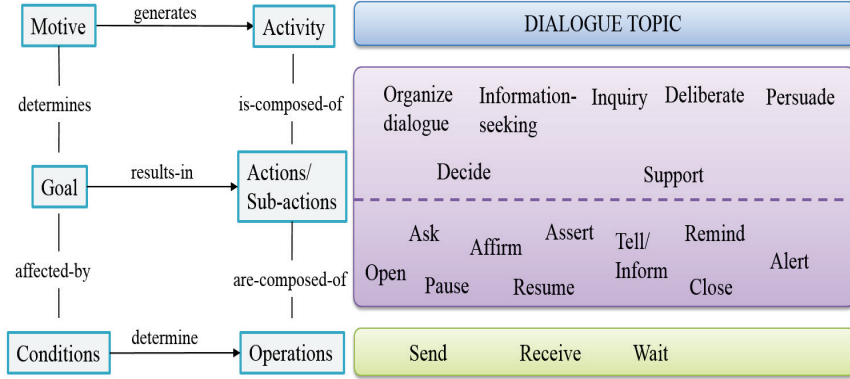 generates
Motive
Activity
DIALOGUE TOPIC
determines
is-composed-of
Organize
dialogue
Information-
seeking
Inquiry
Deliberate
Persuade
Decide
Support
Goal
results-in
Actions/
Sub-actions
Ask
Affirm
Assert
Tell/
Inform
Remind
Alert
Open
Pause
Resume
Close
affected-by
are-composed-of
Conditions
determine
Operations
Send
Receive
Wait